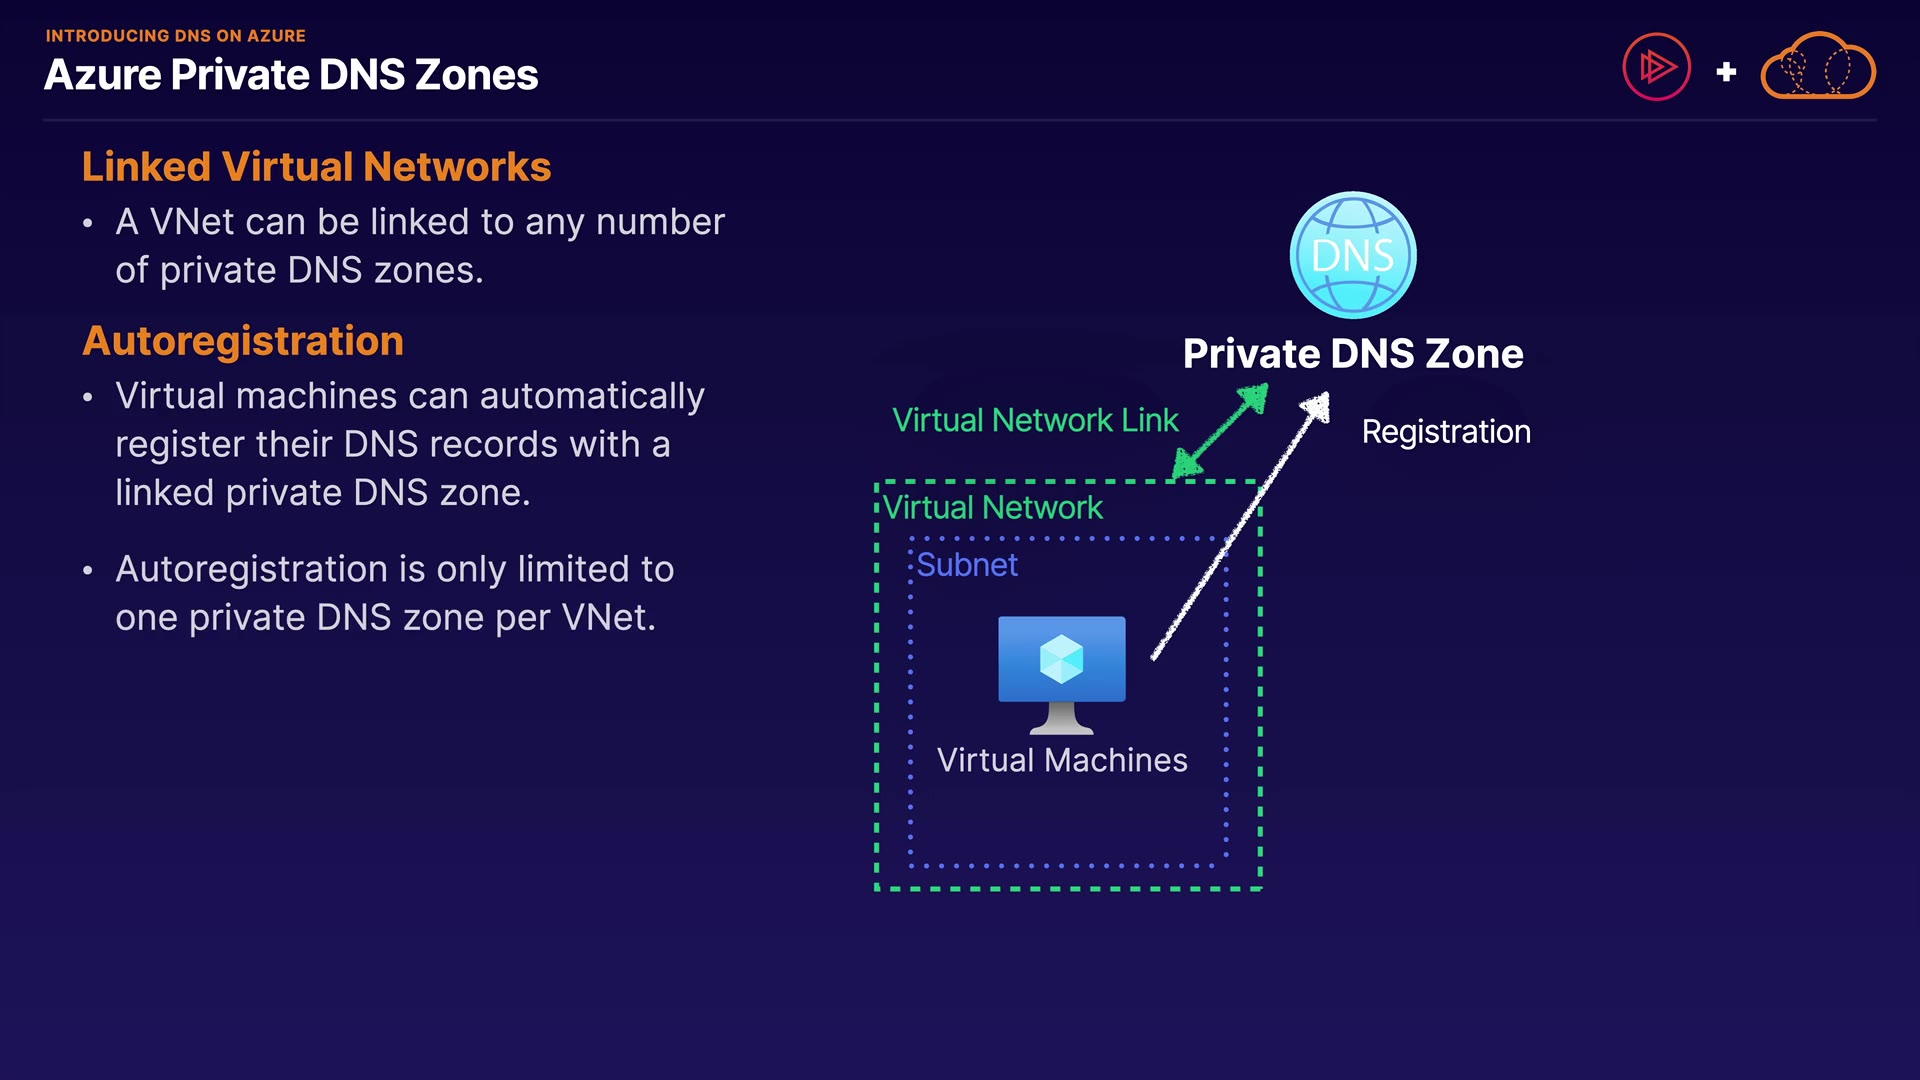 INTRODUCING DNS ON AZURE
Azure Private DNS Zones
Linked Virtual Networks
• A VNet can be linked to any number
of private DNS zones.
Autoregistration
• Virtual machines can automatically
register their DNS records with a
linked private DNS zone.
• Autoregistration is only limited to
one private DNS zone per VNet.
DNS
Private DNS Zone
Virtual Network Link
Registration
Virtual Network
Subnet
Virtual Machines